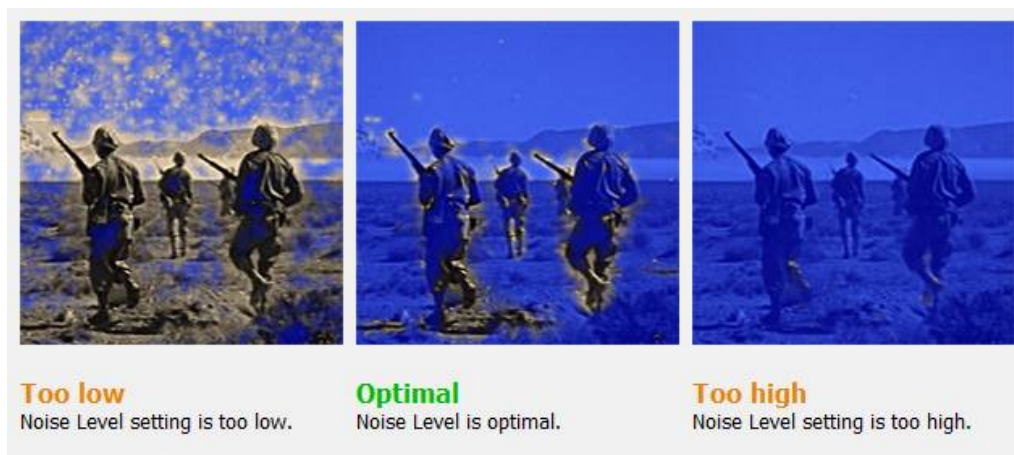 Too low
Optimal
Too high
Noise Level setting is too low.
Noise Level is optimal.
Noise Level setting is too high.